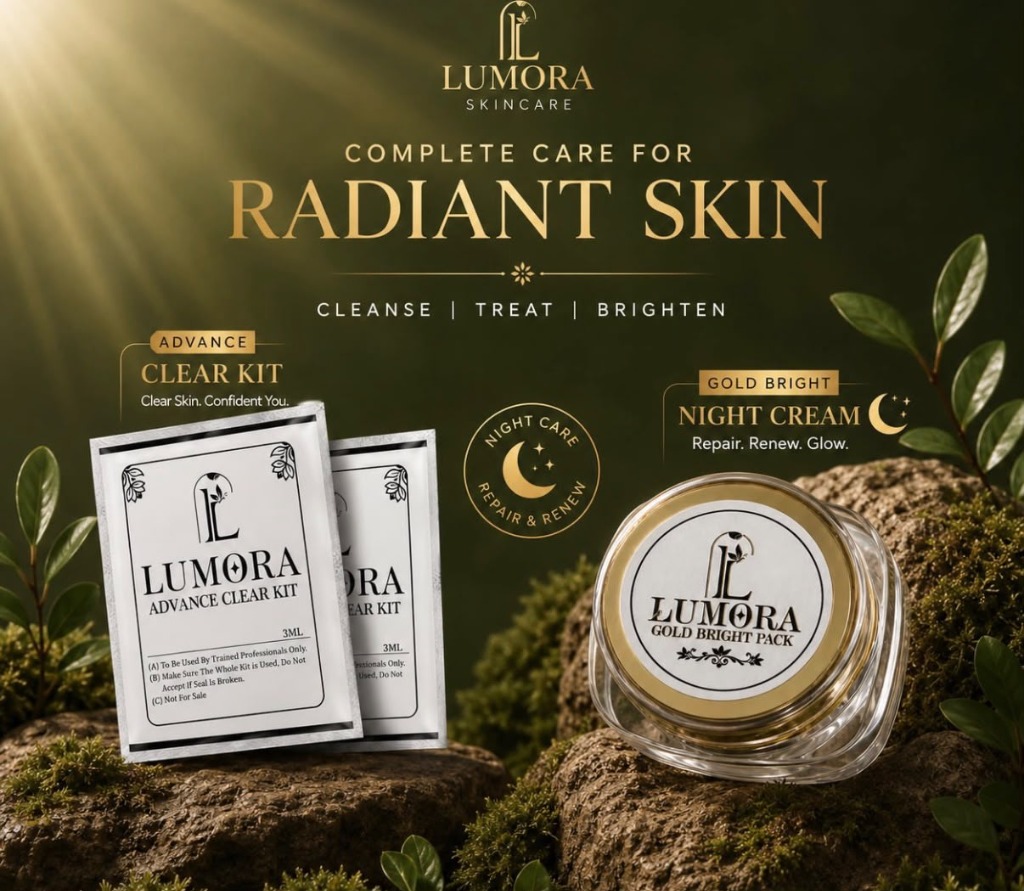 LUMORA
SKINCARE
COMPLETE CARE FOR
RADIANT SKIN
CLEANSE | TREAT | BRIGHTEN
ADVANCE
CLEAR KIT
Clear Skin. Confident You.
GOLD BRIGHT
NIGHT CREAM
Repair. Renew. Glow.
NIGHT CARE
REPAIR & RENEW
LUMORA
ADVANCE CLEAR KIT
3ML
(A) To Be Used By Trained Professionals Only.
(B) Make Sure The Whole Kit is Used, Do Not
Accept if Seal Is Broken.
(C) Not For Sale
ORA
EAR KIT
3ML
ssionals Only.
Used, Do Not
LUMORA
GOLD BRIGHT PACK